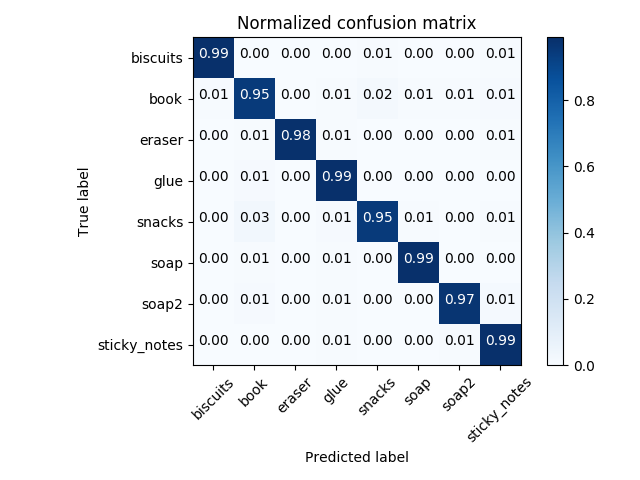 Normalized confusion matrix
True label
biscuits 0.99 0.00 0.00 0.00 0.01 0.00 0.00 0.01
book 0.01 0.95 0.00 0.01 0.02 0.01 0.01 0.01
eraser 0.00 0.01 0.98 0.01 0.00 0.00 0.00 0.01
glue 0.00 0.01 0.00 0.99 0.00 0.00 0.00 0.00
snacks 0.00 0.03 0.00 0.01 0.95 0.01 0.00 0.01
soap 0.00 0.01 0.00 0.01 0.00 0.99 0.00 0.00
soap2 0.00 0.01 0.00 0.01 0.00 0.00 0.97 0.01
sticky_notes 0.00 0.00 0.00 0.01 0.00 0.00 0.01 0.99
biscuits book eraser glue snacks soap soap2 sticky_notes
Predicted label
0.8
0.6
0.4
0.2
0.0